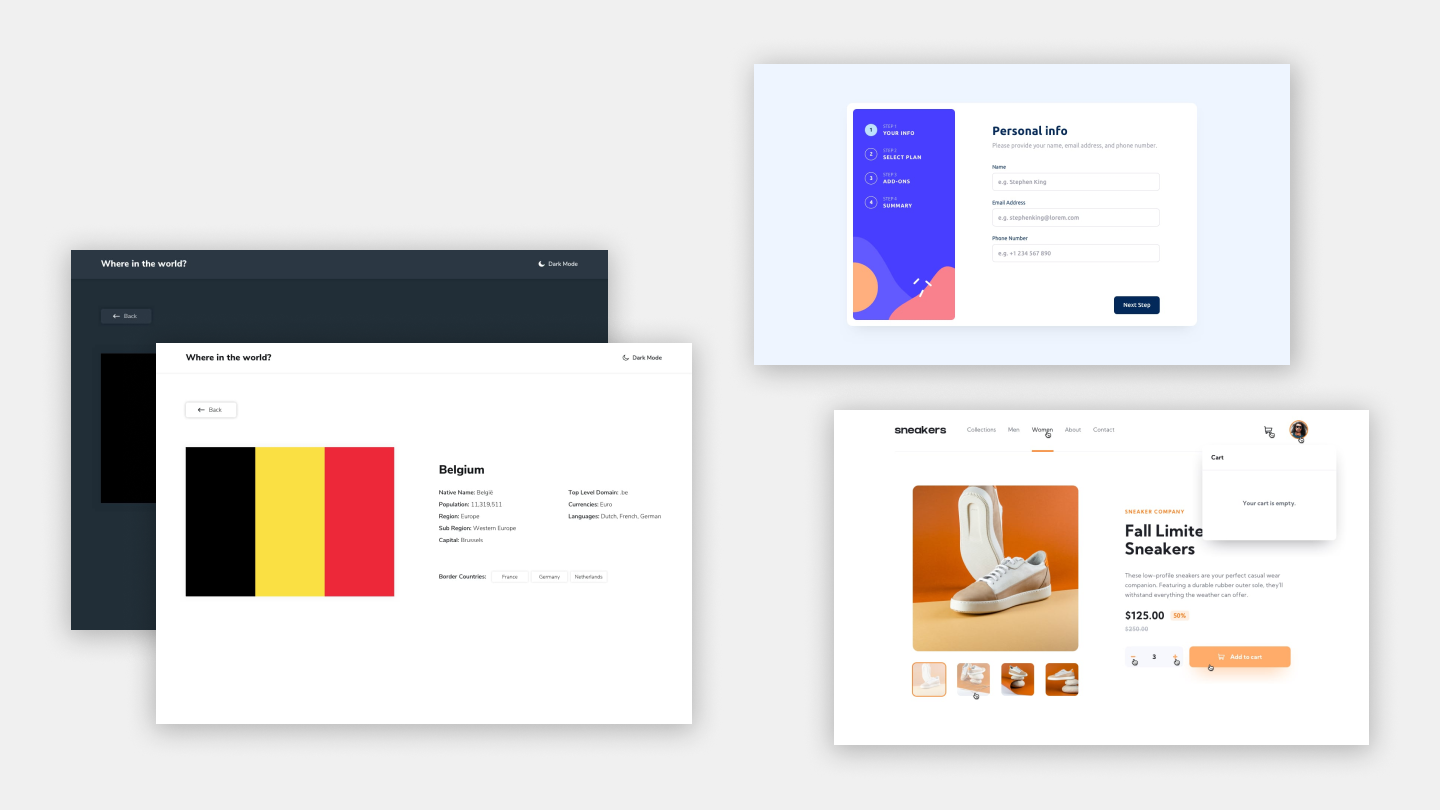 Where in the world?
Dark Mode
Back
Where in the world?
Dark Mode
Back
Belgium
Native Name: België
Population: 11,319,511
Region: Europe
Sub Region: Western Europe
Capital: Brussels
Top Level Domain: .be
Currencies: Euro
Languages: Dutch, French, German
Border Countries: France Germany Netherlands
STEP 1
1 YOUR INFO
STEP 2
2 SELECT PLAN
STEP 3
3 ADD-ONS
STEP 4
4 SUMMARY
Personal info
Please provide your name, email address, and phone number.
Name
e.g. Stephen King
Email Address
e.g. stephenking@lorem.com
Phone Number
e.g. +1 234 567 890
Next Step
sneakers Collections Men Women About Contact
Cart
Your cart is empty.
SNEAKER COMPANY
Fall Limite
Sneakers
These low-profile sneakers are your perfect casual wear
companion. Featuring a durable rubber outer sole, they'll
withstand everything the weather can offer.
$125.00 50%
$250.00
3
Add to cart